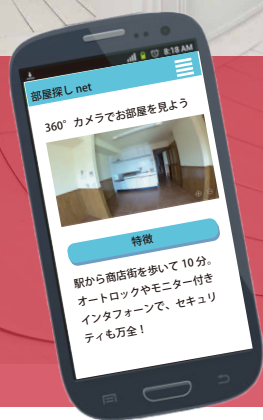 8:18 AM
部屋探し net
360°カメラでお部屋を見よう
特徴
駅から商店街を歩いて 10 分。
オートロックやモニター付き
インタフォーンで、セキュリ
ティも万全！